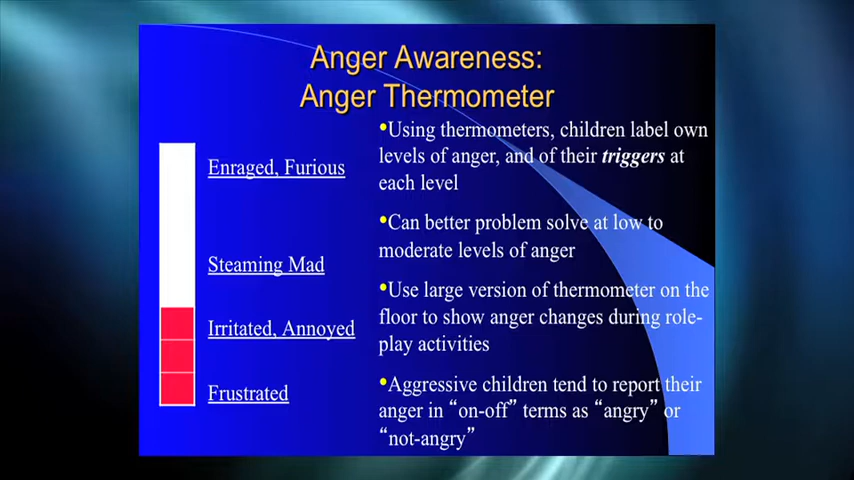 Anger Awareness:
Anger Thermometer
Enraged, Furious
Steaming Mad
Irritated, Annoyed
Frustrated
•Using thermometers, children label own
levels of anger, and of their triggers at
each level
•Can better problem solve at low to
moderate levels of anger
•Use large version of thermometer on the
floor to show anger changes during role-
play activities
•Aggressive children tend to report their
anger in “on-off” terms as “angry” or
“not-angry”